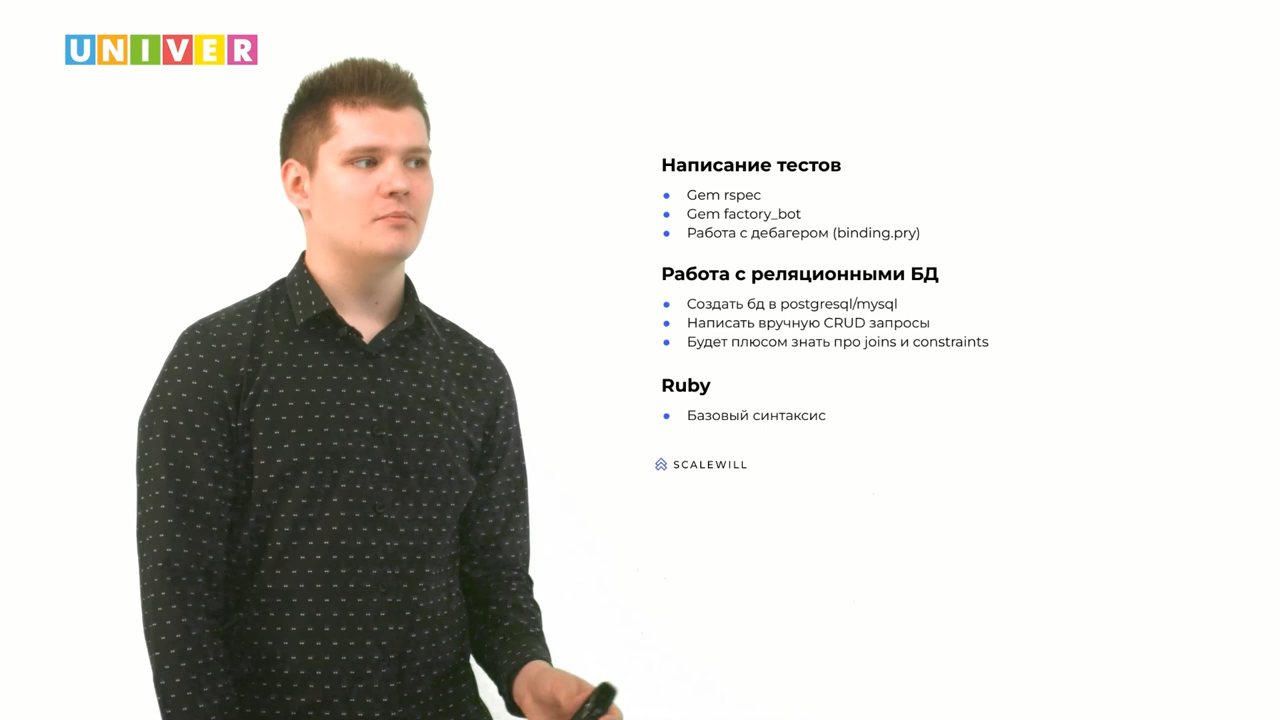 UNIVER
Написание тестов
Gem rspec
Gem factory_bot
Работа с дебагером (binding.pry)
Работа с реляционными БД
Создать бд в postgresql/mysql
Написать вручную CRUD запросы
Будет плюсом знать про joins и constraints
Ruby
Базовый синтаксис
SCALEWILL